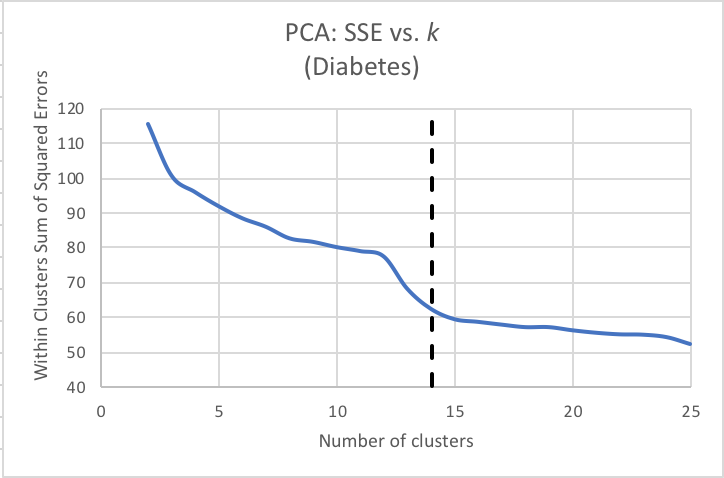 PCA: SSE vs. k
(Diabetes)
Within Clusters Sum of Squared Errors
120
110
100
90
80
70
60
50
40
0 5 10 15 20 25
Number of clusters